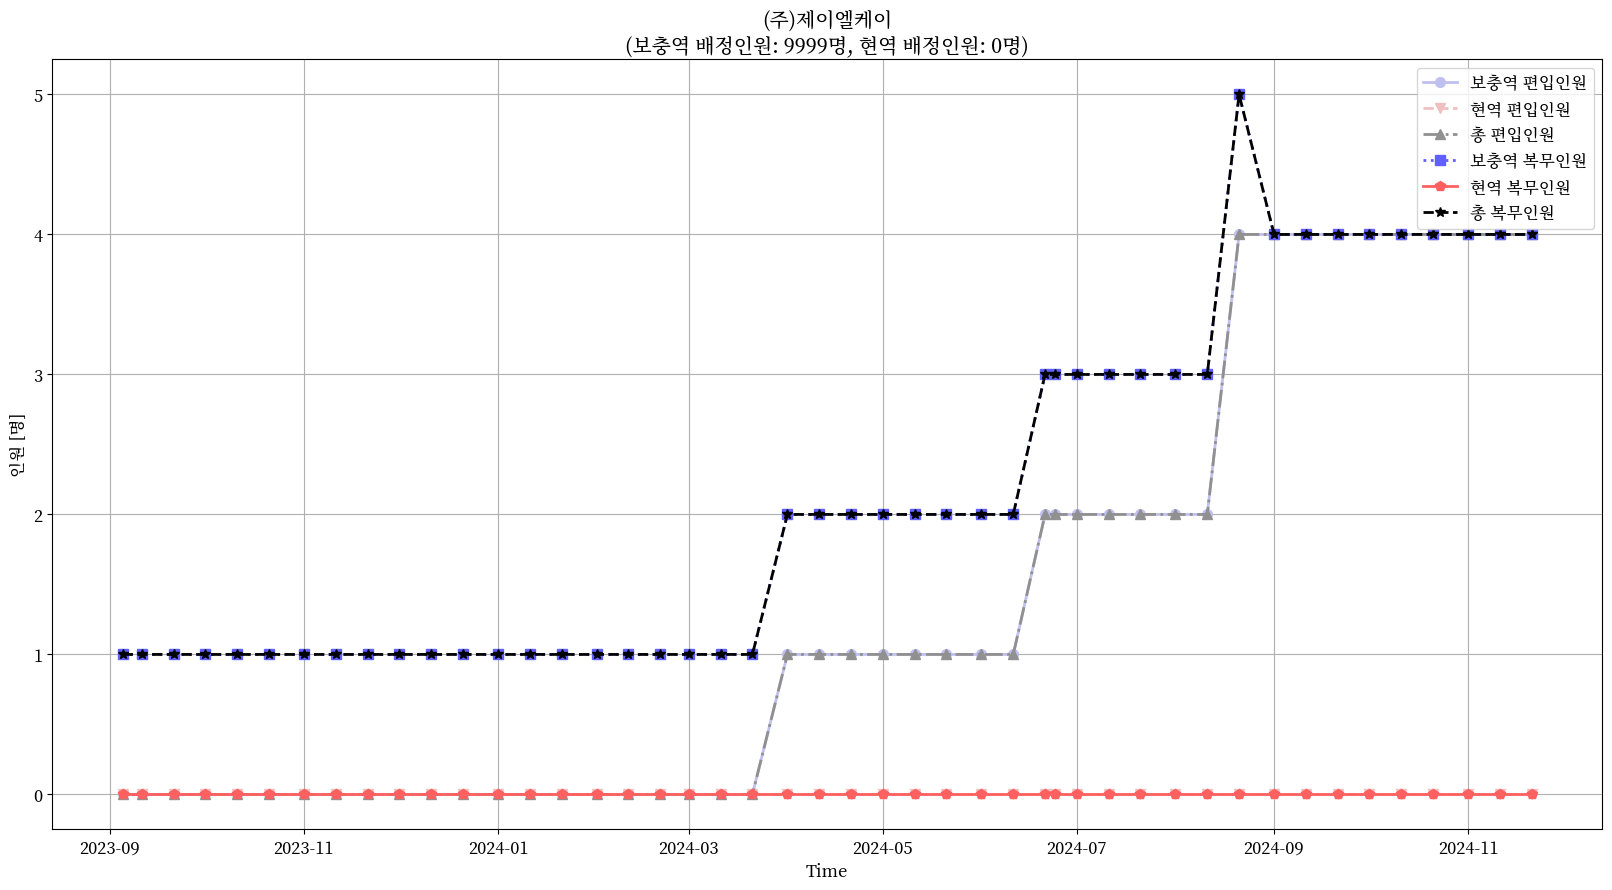 (주)제이엘케이
(보충역 배정인원: 9999명, 현역 배정인원: 0명)
보충역 편입인원
현역 편입인원
총 편입인원
보충역 복무인원
현역 복무인원
총 복무인원
인원 [명]
5
4
3
2
1
0
2023-09 2023-11 2024-01 2024-03 2024-05 2024-07 2024-09 2024-11
Time